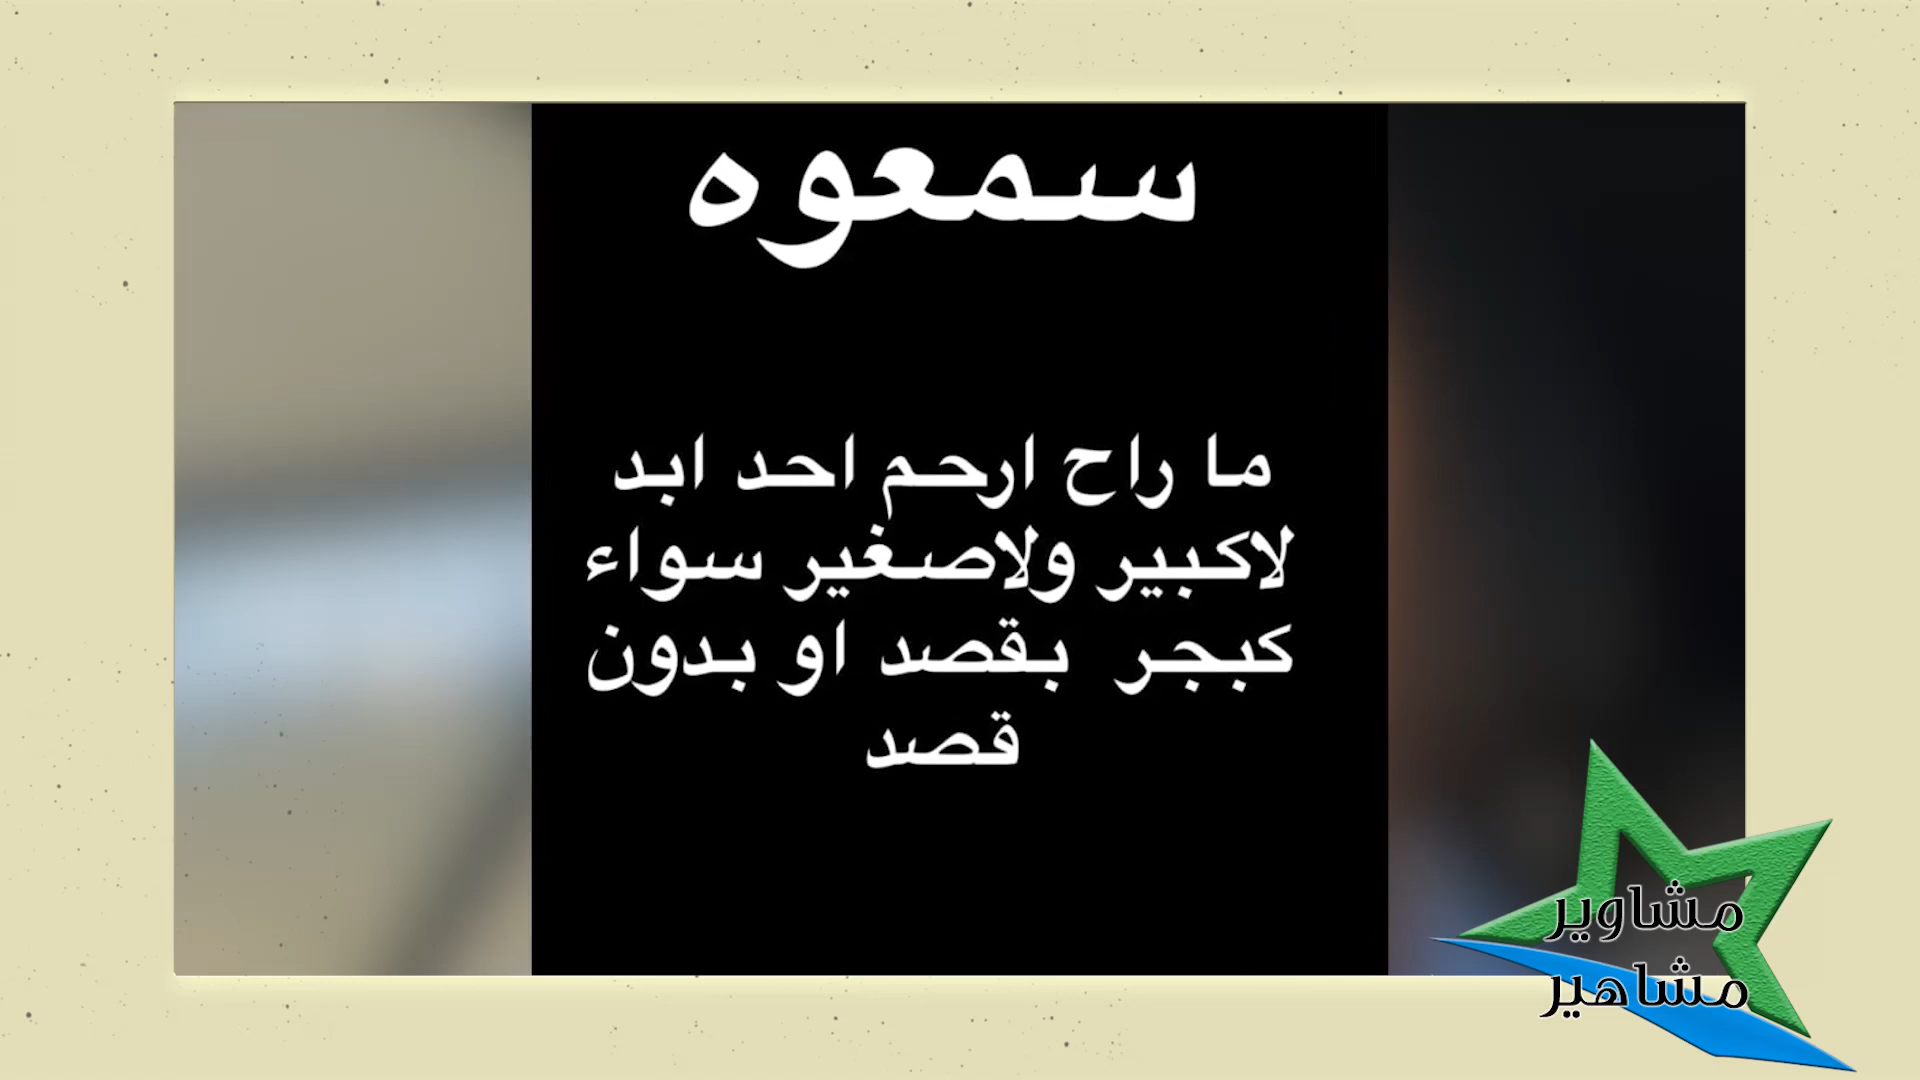 سمعوه
ما راح ارحم احد ابد
لاكبير ولاصغير سواء
كبجر بقصد او بدون
قصد
مشاوير
مشاهير